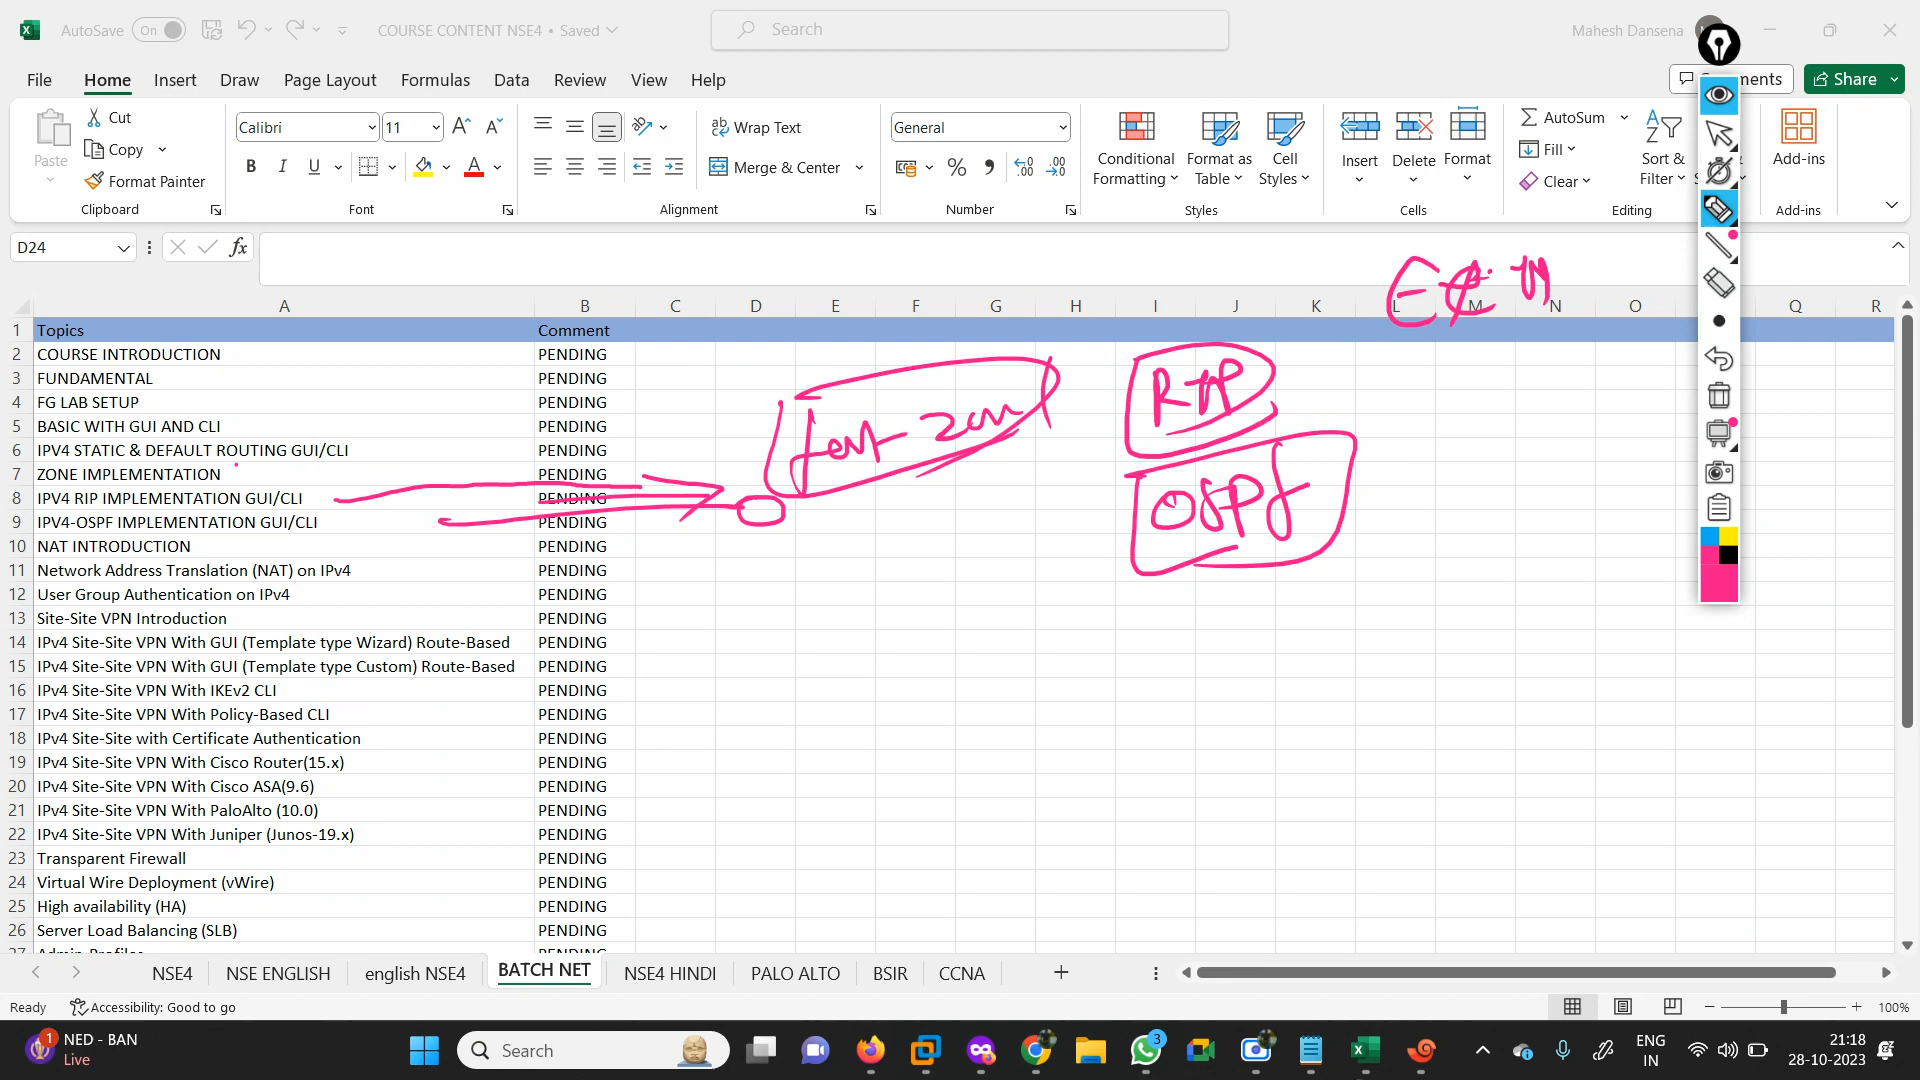 AutoSave On COURSE CONTENT NSE4 • Saved Search Mahesh Dansena
File Home Insert Draw Page Layout Formulas Data Review View Help Share
Paste Cut Calibri 11 Wrap Text General Conditional Formatting Format as Table Cell Styles Insert Delete Format AutoSum Sort & Filter Add-ins
Copy Fill
Format Painter B I U Merge & Center Clear
Clipboard Font Alignment Number Styles Cells Editing Add-ins
D24 fx
A B C D E F G H I J K L M N O Q R
1 Topics Comment
2 COURSE INTRODUCTION PENDING
3 FUNDAMENTAL PENDING
4 FG LAB SETUP PENDING
5 BASIC WITH GUI AND CLI PENDING
6 IPV4 STATIC & DEFAULT ROUTING GUI/CLI PENDING
7 ZONE IMPLEMENTATION PENDING
8 IPV4 RIP IMPLEMENTATION GUI/CLI PENDING
9 IPV4-OSPF IMPLEMENTATION GUI/CLI PENDING
10 NAT INTRODUCTION PENDING
11 Network Address Translation (NAT) on IPv4 PENDING
12 User Group Authentication on IPv4 PENDING
13 Site-Site VPN Introduction PENDING
14 IPv4 Site-Site VPN With GUI (Template type Wizard) Route-Based PENDING
15 IPv4 Site-Site VPN With GUI (Template type Custom) Route-Based PENDING
16 IPv4 Site-Site VPN With IKEv2 CLI PENDING
17 IPv4 Site-Site VPN With Policy-Based CLI PENDING
18 IPv4 Site-Site with Certificate Authentication PENDING
19 IPv4 Site-Site VPN With Cisco Router(15.x) PENDING
20 IPv4 Site-Site VPN With Cisco ASA(9.6) PENDING
21 IPv4 Site-Site VPN With PaloAlto (10.0) PENDING
22 IPv4 Site-Site VPN With Juniper (Junos-19.x) PENDING
23 Transparent Firewall PENDING
24 Virtual Wire Deployment (vWire) PENDING
25 High availability (HA) PENDING
26 Server Load Balancing (SLB) PENDING
RIP
OSPF
NSE4 NSE ENGLISH english NSE4 BATCH NET NSE4 HINDI PALO ALTO BSIR CCNA
Ready Accessibility: Good to go 100%
1 NED - BAN
Live
Search
3
ENG
IN
21:18
28-10-2023